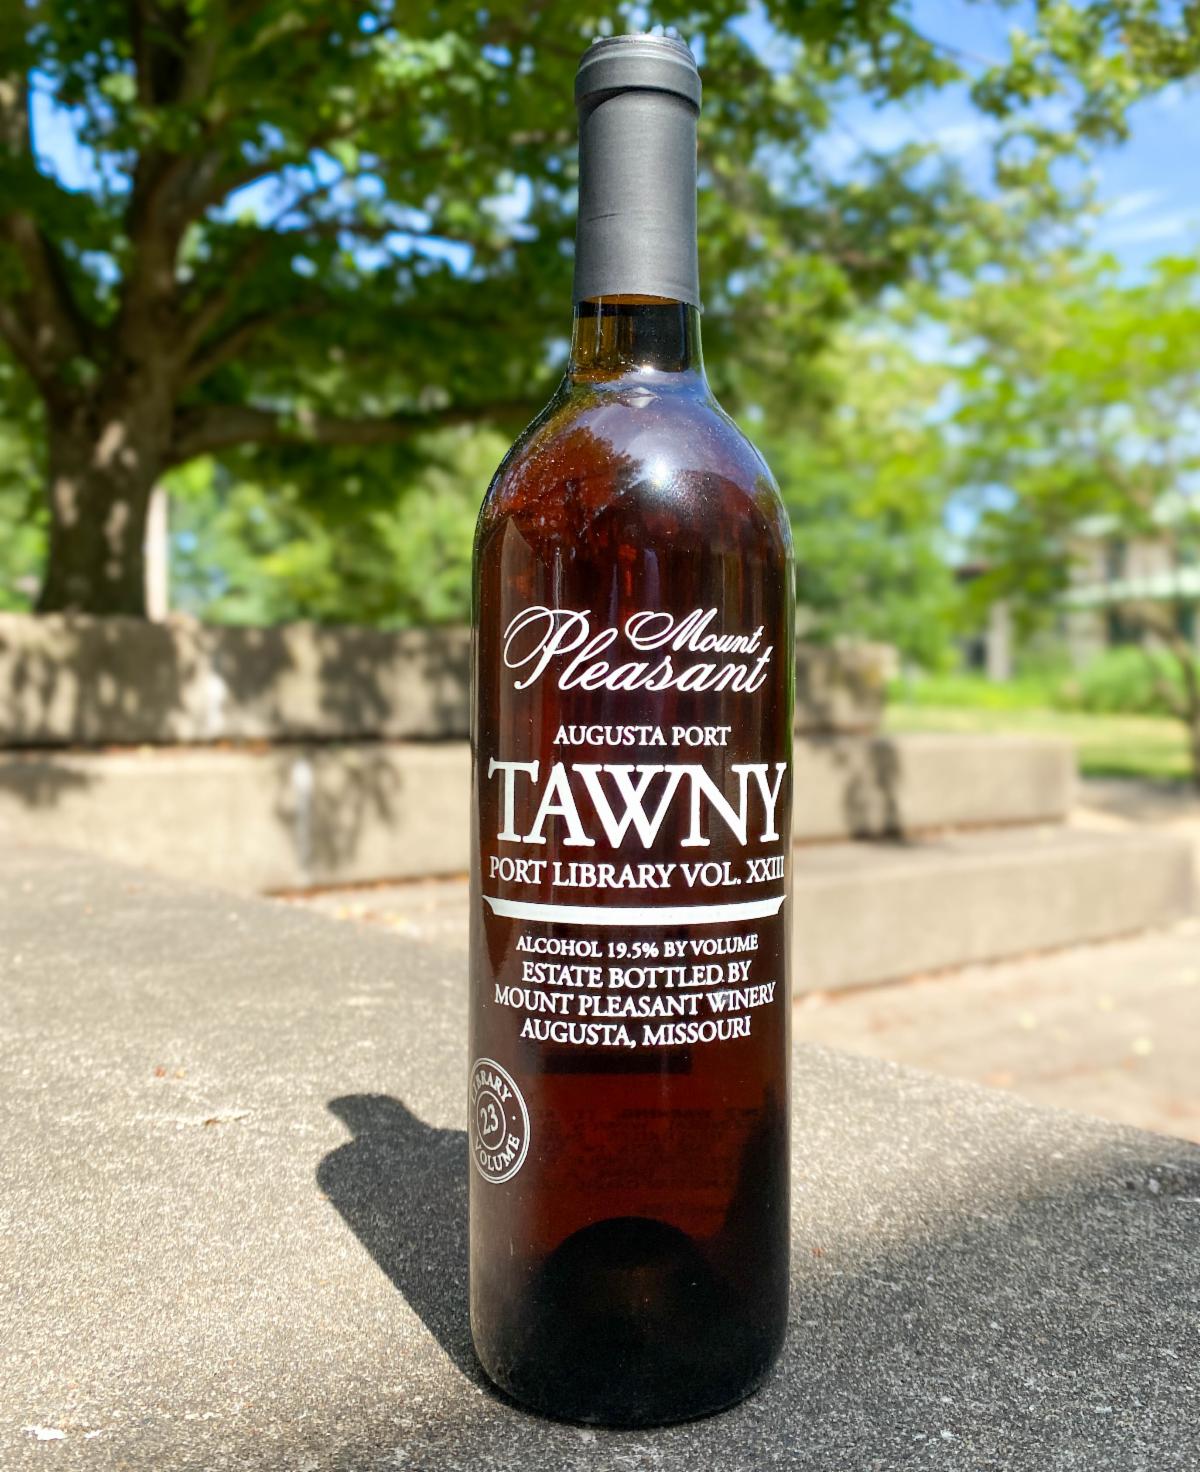 Mount
Pleasant
AUGUSTA PORT
TAWNY
PORT LIBRARY VOL. XXIII
ALCOHOL 19.5% BY VOLUME
ESTATE BOTTLED BY
MOUNT PLEASANT WINERY
AUGUSTA, MISSOURI
LIBRARY
23
VOLUME